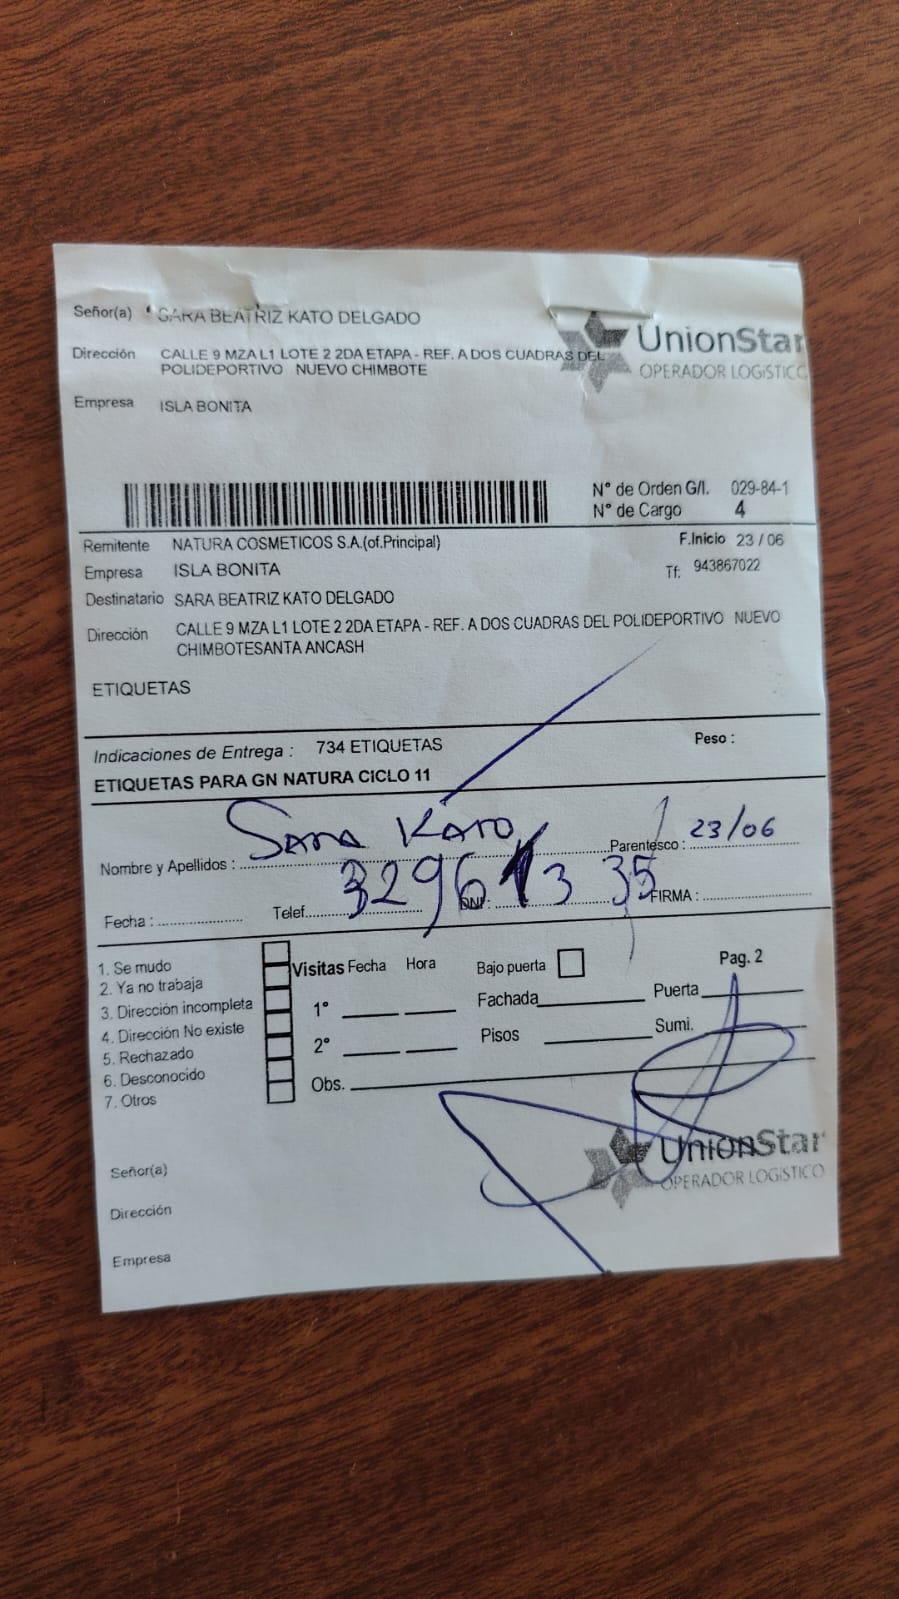 Señor(a) SARA BEATRIZ KATO DELGADO
Dirección CALLE 9 MZA L1 LOTE 2 2DA ETAPA - REF. A DOS CUADRAS DEL
POLIDEPORTIVO NUEVO CHIMBOTE
UnionStar
OPERADOR LOGÍSTICO
Empresa ISLA BONITA
N° de Orden G/I. 029-84-1
N° de Cargo 4
Remitente NATURA COSMETICOS S.A.(of.Principal) F.Inicio 23 / 06
Empresa ISLA BONITA Tf: 943867022
Destinatario SARA BEATRIZ KATO DELGADO
Dirección CALLE 9 MZA L1 LOTE 2 2DA ETAPA - REF. A DOS CUADRAS DEL POLIDEPORTIVO NUEVO
CHIMBOTESANTA ANCASH
ETIQUETAS
Indicaciones de Entrega : 734 ETIQUETAS Peso :
ETIQUETAS PARA GN NATURA CICLO 11
Nombre y Apellidos : SARA KATO Parentesco : 23/06
Fecha : Telef. DNI : 32961335 FIRMA :
1. Se mudo
2. Ya no trabaja
3. Dirección incompleta
4. Dirección No existe
5. Rechazado
6. Desconocido
7. Otros
Visitas Fecha Hora Bajo puerta Pag. 2
1° Fachada Puerta
2° Pisos Sumi.
Obs.
UnionStar
OPERADOR LOGÍSTICO
Señor(a)
Dirección
Empresa